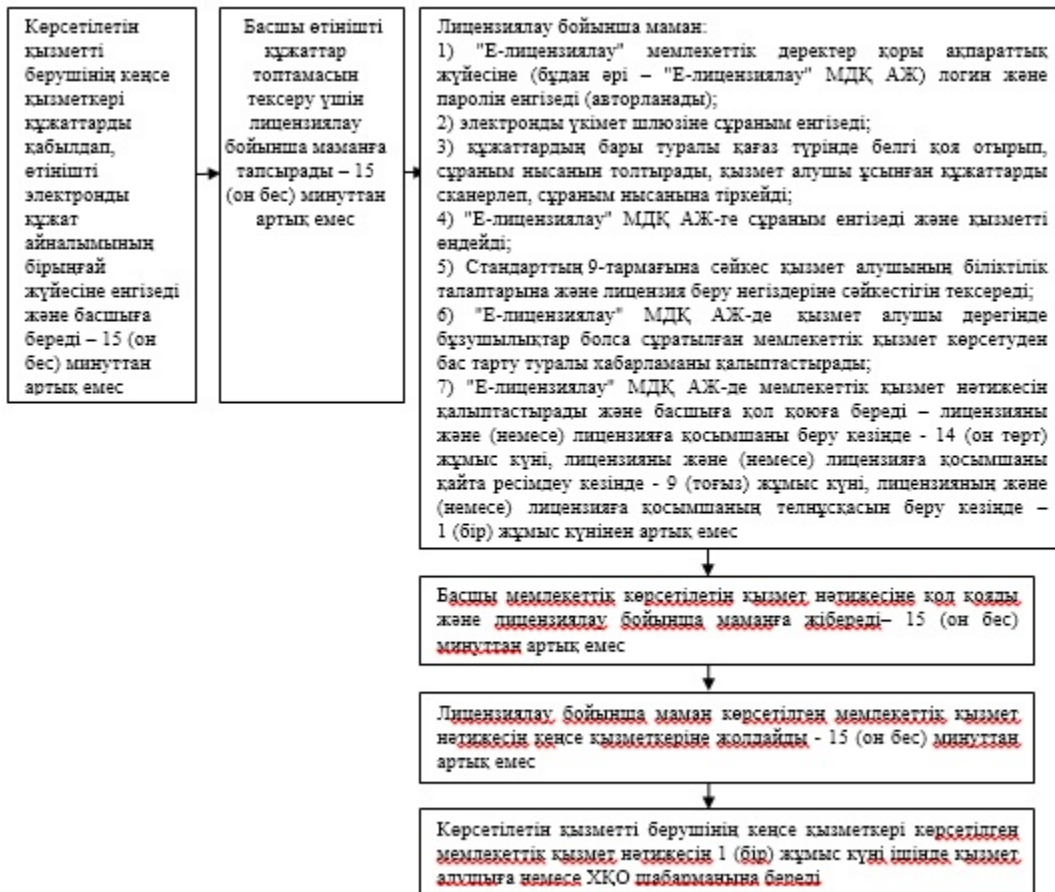 Көрсетілетін
қызметті
берушінің кеңсе
қызметкері
құжаттарды
қабылдап,
өтінішті
электронды
құжат
айналымының
бірыңғай
жүйесіне енгізеді
және басшыға
береді – 15 (он
бес) минуттан
артық емес
Басшы өтінішті
құжаттар
топтамасын
тексеру үшін
лицензиялау
бойынша маманға
тапсырады – 15
(он бес) минуттан
артық емес
Лицензиялау бойынша маман:
1) "Е-лицензиялау" мемлекеттік деректер қоры ақпараттық
жүйесіне (бұдан әрі – "Е-лицензиялау" МДҚ АЖ) логин және
паролін енгізеді (авторланады);
2) электронды үкімет шлюзіне сұраным енгізеді;
3) құжаттардың бары туралы қағаз түрінде белгі қоя отырып,
сұраным нысанын толтырады, қызмет алушы ұсынған құжаттарды
сканерлеп, сұраным нысанына тіркейді;
4) "Е-лицензиялау" МДҚ АЖ-ге сұраным енгізеді және қызметті
өңдейді;
5) Стандарттың 9-тармағына сәйкес қызмет алушының біліктілік
талаптарына және лицензия беру негіздеріне сәйкестігін тексереді;
6) "Е-лицензиялау" МДҚ АЖ-де қызмет алушы дерегінде
бұзушылықтар болса сұратылған мемлекеттік қызмет көрсетуден
бас тарту туралы хабарламаны қалыптастырады;
7) "Е-лицензиялау" МДҚ АЖ-де мемлекеттік қызмет нәтижесін
қалыптастырады және басшыға қол қоюға береді – лицензияны
және (немесе) лицензияға қосымшаны беру кезінде - 14 (он төрт)
жұмыс күні, лицензияны және (немесе) лицензияға қосымшаны
қайта ресімдеу кезінде - 9 (тоғыз) жұмыс күні, лицензияның және
(немесе) лицензияға қосымшаның телнұсқасын беру кезінде –
1 (бір) жұмыс күнінен артық емес
Басшы мемлекеттік көрсетілетін қызмет нәтижесіне қол қояды
және лицензиялау бойынша маманға жібереді– 15 (он бес)
минуттан артық емес
Лицензиялау бойынша маман көрсетілген мемлекеттік қызмет
нәтижесін кеңсе қызметкеріне жолдайды - 15 (он бес) минуттан
артық емес
Көрсетілетін қызметті берушінің кеңсе қызметкері көрсетілген
мемлекеттік қызмет нәтижесін 1 (бір) жұмыс күні ішінде қызмет
алушыға немесе ХҚО шабарманына береді